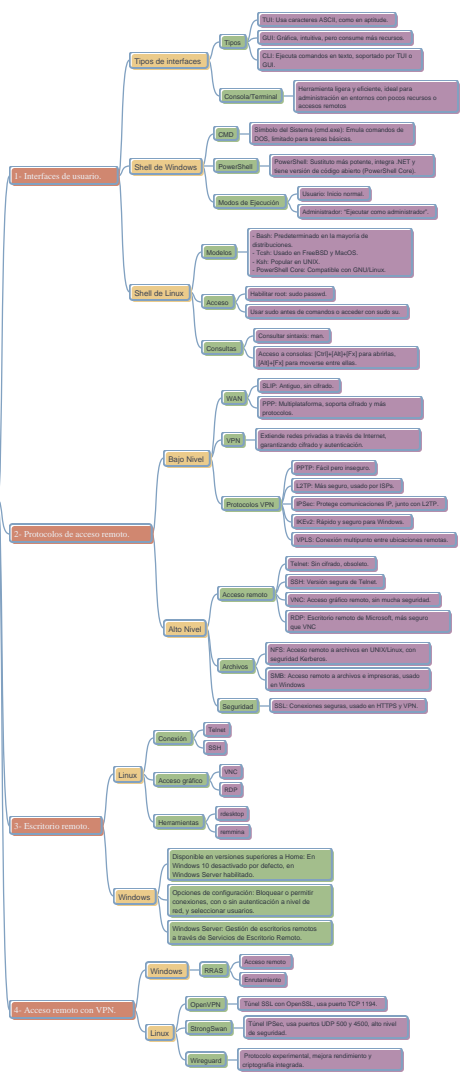 1- Interfaces de usuario.
Tipos de interfaces
Tipos
TUI: Usa caracteres ASCII, como en aptitude.
GUI: Gráfica, intuitiva, pero consume más recursos.
CLI: Ejecuta comandos en texto, soportado por TUI o
GUI.
Consola/Terminal
Herramienta ligera y eficiente, ideal para
administración en entornos con pocos recursos o
accesos remotos.
Shell de Windows
CMD
Símbolo del Sistema (cmd.exe): Emula comandos de
DOS, limitado para tareas básicas.
PowerShell
PowerShell: Sustituto más potente, integra .NET y
tiene versión de código abierto (PowerShell Core).
Modos de Ejecución
Usuario: Inicio normal.
Administrador: "Ejecutar como administrador".
Shell de Linux
Modelos
- Bash: Predeterminado en la mayoría de
distribuciones.
- Tcsh: Usado en FreeBSD y MacOS.
- Ksh: Popular en UNIX.
- PowerShell Core: Compatible con GNU/Linux.
Acceso
Habilitar root: sudo passwd.
Usar sudo antes de comandos o acceder con sudo su.
Consultas
Consultar sintaxis: man.
Acceso a consolas: [Ctrl]+[Alt]+[Fx] para abrirlas,
[Alt]+[Fx] para moverse entre ellas.
2- Protocolos de acceso remoto.
Bajo Nivel
WAN
SLIP: Antiguo, sin cifrado.
PPP: Multiplataforma, soporta cifrado y más
protocolos.
VPN
Extiende redes privadas a través de Internet,
garantizando cifrado y autenticación.
Protocolos VPN
PPTP: Fácil pero inseguro.
L2TP: Más seguro, usado por ISPs.
IPSec: Protege comunicaciones IP, junto con L2TP.
IKEv2: Rápido y seguro para Windows.
VPLS: Conexión multipunto entre ubicaciones remotas.
Alto Nivel
Acceso remoto
Telnet: Sin cifrado, obsoleto.
SSH: Versión segura de Telnet.
VNC: Acceso gráfico remoto, sin mucha seguridad.
RDP: Escritorio remoto de Microsoft, más seguro
que VNC
Archivos
NFS: Acceso remoto a archivos en UNIX/Linux, con
seguridad Kerberos.
SMB: Acceso remoto a archivos e impresoras, usado
en Windows
Seguridad
SSL: Conexiones seguras, usado en HTTPS y VPN.
3- Escritorio remoto.
Linux
Conexión
Telnet
SSH
Acceso gráfico
VNC
RDP
Herramientas
rdesktop
remmina
Windows
Disponible en versiones superiores a Home: En
Windows 10 desactivado por defecto, en
Windows Server habilitado.
Opciones de configuración: Bloquear o permitir
conexiones, con o sin autenticación a nivel de
red, y seleccionar usuarios.
Windows Server: Gestión de escritorios remotos
a través de Servicios de Escritorio Remoto.
4- Acceso remoto con VPN.
Windows
RRAS
Acceso remoto
Enrutamiento
Linux
OpenVPN
Túnel SSL con OpenSSL, usa puerto TCP 1194.
StrongSwan
Túnel IPSec, usa puertos UDP 500 y 4500, alto nivel
de seguridad.
Wireguard
Protocolo experimental, mejora rendimiento y
criptografía integrada.